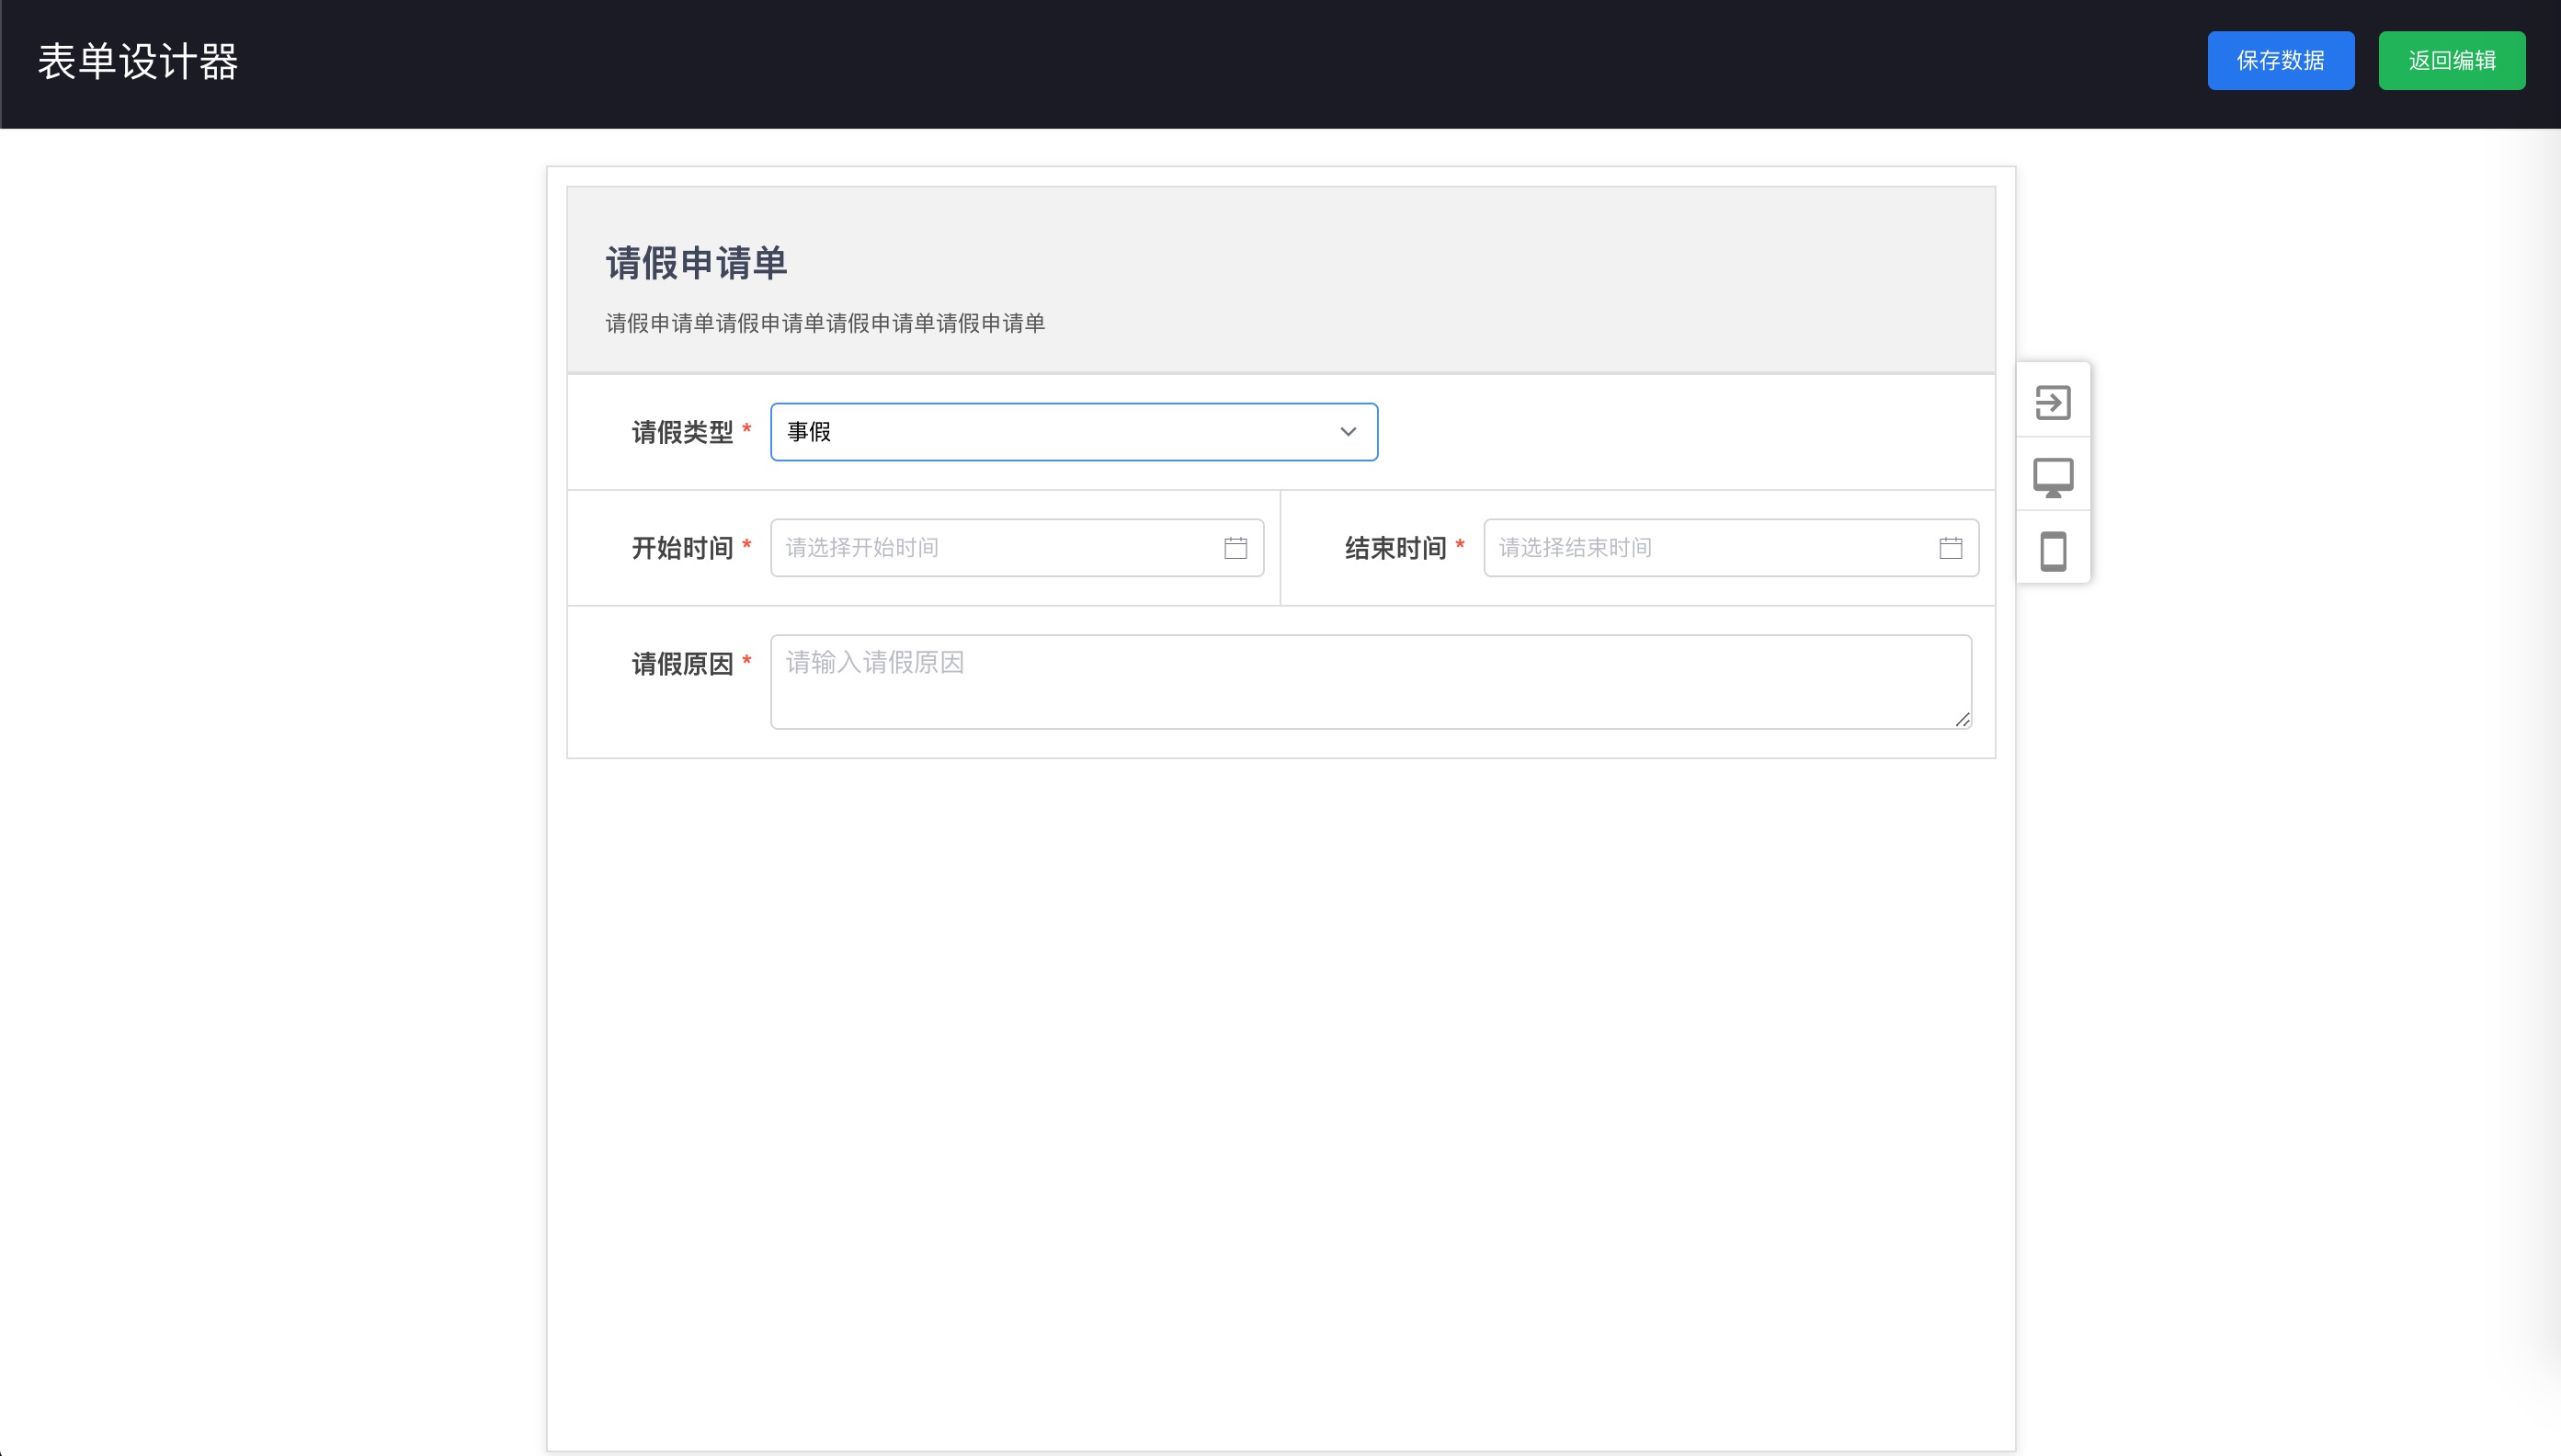 表单设计器
保存数据
返回编辑
请假申请单
请假申请单请假申请单请假申请单请假申请单
请假类型 * 事假
开始时间 * 请选择开始时间
结束时间 * 请选择结束时间
请假原因 * 请输入请假原因